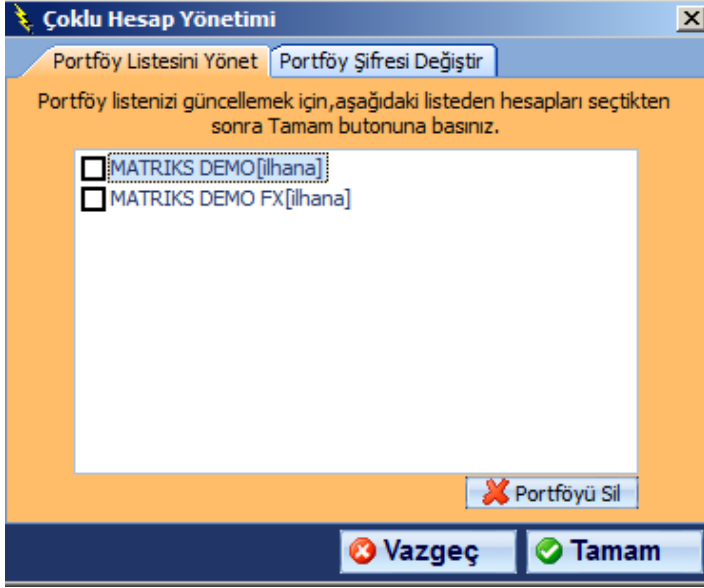 Çoklu Hesap Yönetimi
Portföy Listesini Yönet
Portföy Şifresi Değiştir
Portföy listenizi güncellemek için,aşağıdaki listeden hesapları seçtikten
sonra Tamam butonuna basınız.
MATRIKS DEMO[ilhana]
MATRIKS DEMO FX[ilhana]
Portföyü Sil
Vazgeç
Tamam